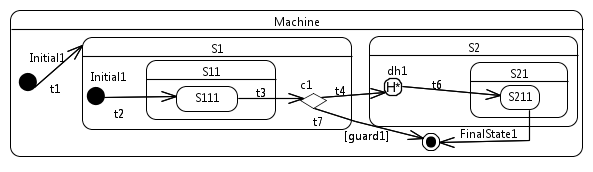 Machine
S1
S2
Initial1
t1
Initial1
t2
S11
S111
t3
c1
t4
t7
dh1
H*
t6
S21
S211
[guard1]
FinalState1